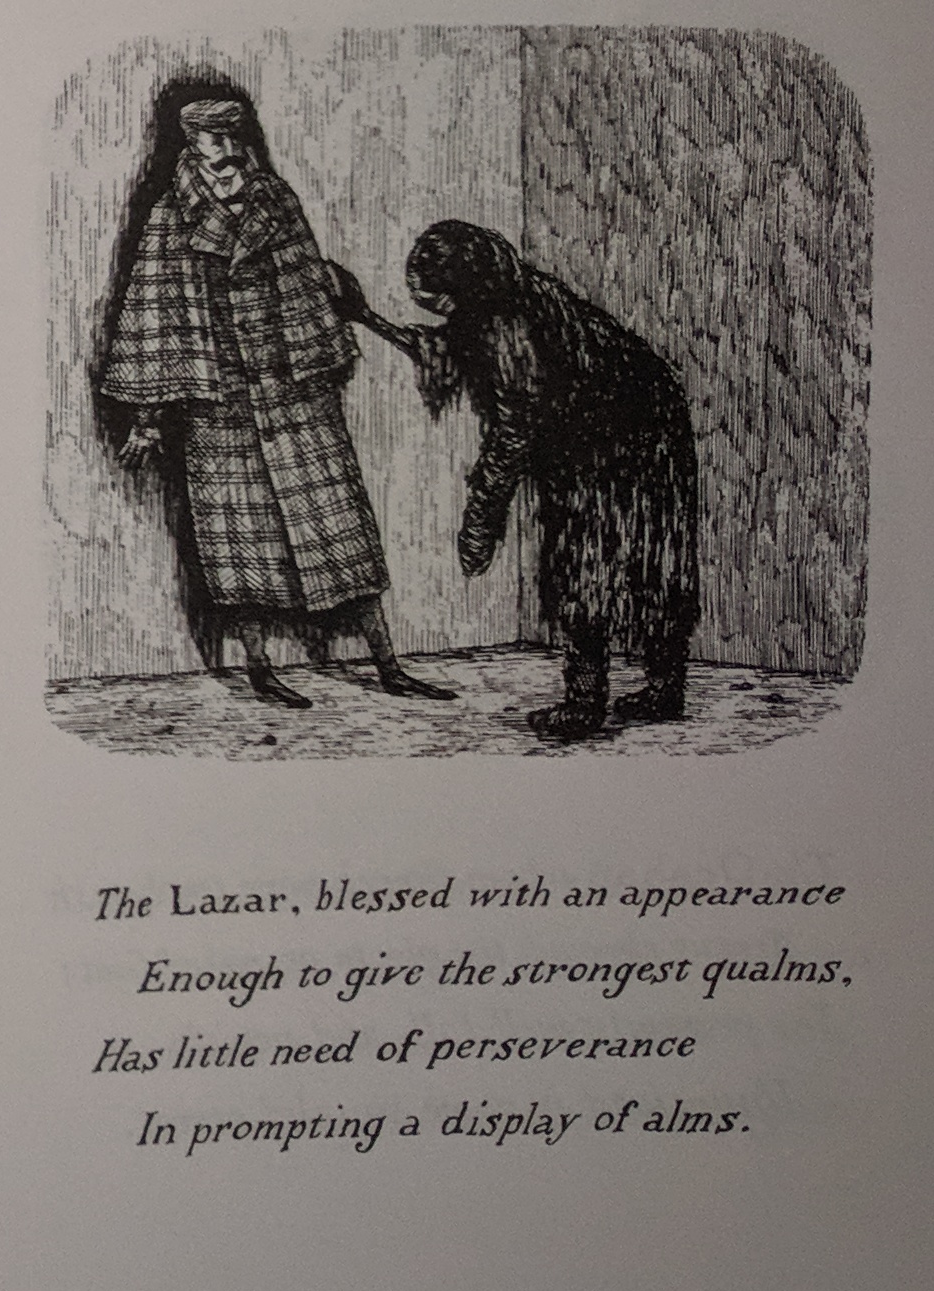 The Lazar, blessed with an appearance
Enough to give the strongest qualms,
Has little need of perseverance
In prompting a display of alms.